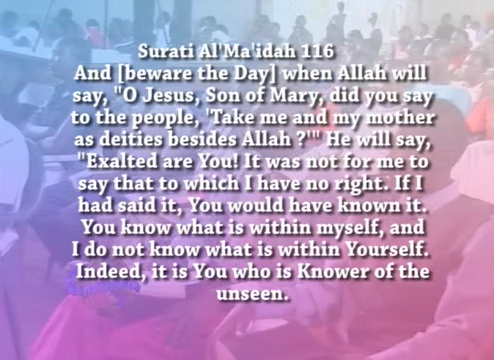 Surati Al'Ma'idah 116
And [beware the Day] when Allah will
say, "O Jesus, Son of Mary, did you say
to the people, 'Take me and my mother
as deities besides Allah ?'" He will say,
"Exalted are You! It was not for me to
say that to which I have no right. If I
had said it, You would have known it.
You know what is within myself, and
I do not know what is within Yourself.
Indeed, it is You who is Knower of the
unseen.